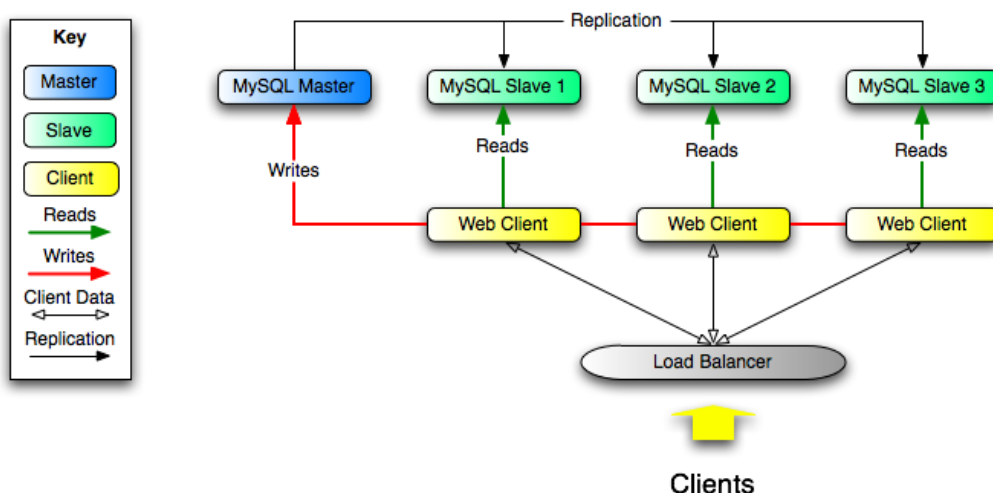 Key
Master
Slave
Client
Reads
Writes
Client Data
Replication
Replication
MySQL Master
MySQL Slave 1
MySQL Slave 2
MySQL Slave 3
Writes
Reads
Reads
Reads
Web Client
Web Client
Web Client
Load Balancer
Clients